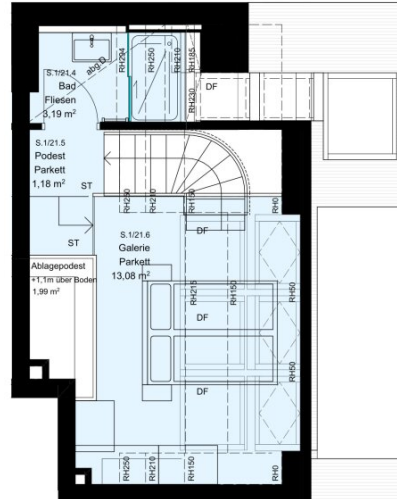 S.1/21.4
Bad
Fliesen
3,19 m²
abg D
RH294
RH250
RH210
RH185
RH230
DF
S.1/21.5
Podest
Parkett
1,18 m²
ST
RH250
RH210
RH150
RH0
ST
S.1/21.6
Galerie
Parkett
13,08 m²
DF
Ablagepodest
+1,1m über Boden
1,99 m²
RH215
RH150
RH50
DF
RH50
DF
RH250
RH210
RH150
RH0